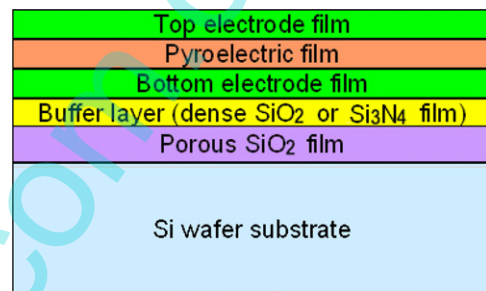 Top electrode film
Pyroelectric film
Bottom electrode film
Buffer layer (dense SiO₂ or Si₃N₄ film)
Porous SiO₂ film
Si wafer substrate